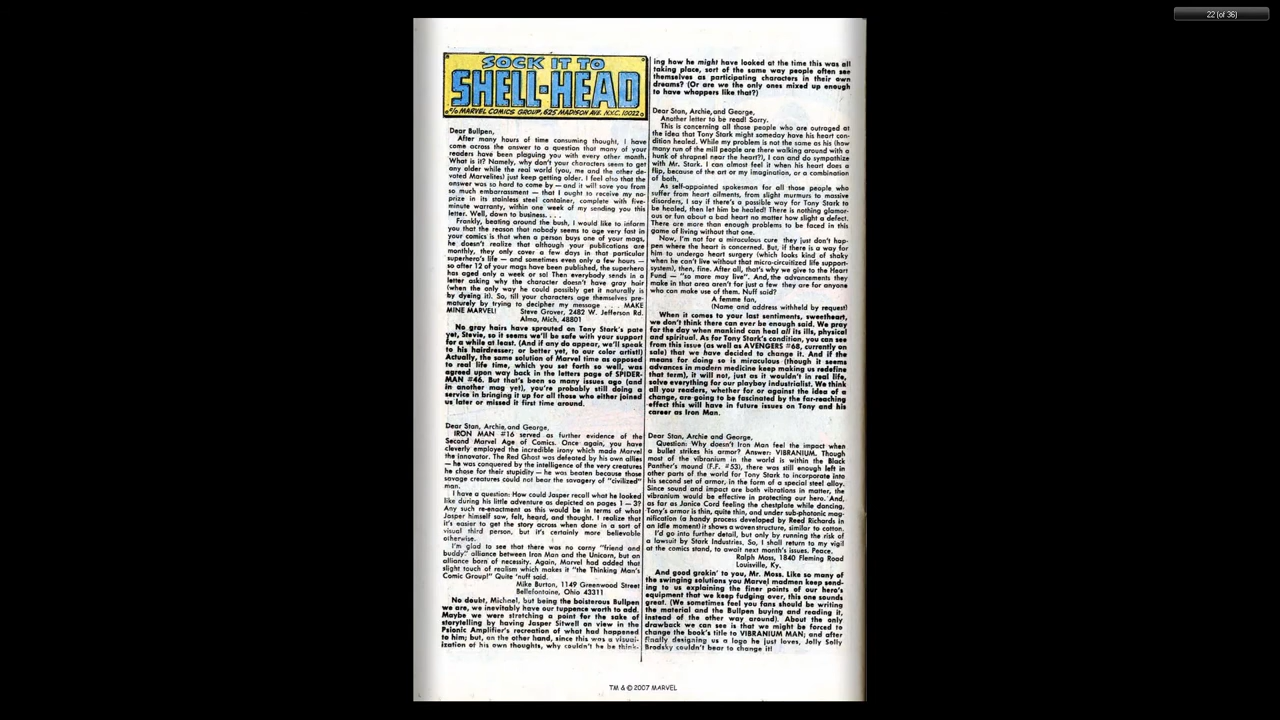 22 (of 36)
SOCK IT TO
SHELL-HEAD
c/o MARVEL COMICS GROUP, 625 MADISON AVE. N.Y.C. 10022
Dear Bullpen,
After many hours of time consuming thought, I have
come across the answer to a question that many of your
readers have been plaguing you with every other month.
What is it? Namely, why don't your characters seem to get
any older while the real world (you, me and the other de-
voted Marvelites) just keep getting older. I feel also that the
answer was so hard to come by — and it will save you from
so much embarrassment — that I ought to receive my no-
prize in its stainless steel container, complete with five-
minute warranty, within one week of my sending you this
letter. Well, down to business. . . .
Frankly, beating around the bush, I would like to inform
you that the reason that nobody seems to age very fast in
your comics is that when a person buys one of your mags,
he doesn't realize that although your publications are
monthly, they only cover a few days in that particular
superhero's life — and sometimes even only a few hours —
so after 12 of your mags have been published, the superhero
has aged only a week or so! Then everybody sends in a
letter asking why the character doesn't have gray hair
(when the only way he could possibly get it naturally is
by dyeing it). So, till your characters age themselves pre-
maturely by trying to decipher my message . . . MAKE
MINE MARVEL! Steve Grover, 2482 W. Jefferson Rd.
Alma, Mich. 48801
No gray hairs have sprouted on Tony Stark's pate
yet, Stevie, so it seems we'll be safe with your support
for a while at least. (And if any do appear, we'll speak
to his hairdresser; or better yet, to our color artist!)
Actually, the same solution of Marvel time as opposed
to real life time, which you set forth so well, was
agreed upon way back in the letters page of SPIDER-
MAN #46. But that's been so many issues ago (and
in another mag yet), you're probably still doing a
service in bringing it up for all those who either joined
us later or missed it first time around.
Dear Stan, Archie, and George,
IRON MAN #16 served as further evidence of the
Second Marvel Age of Comics. Once again, you have
cleverly employed the incredible irony which made Marvel
the innovator. The Red Ghost was defeated by his own allies
— he was conquered by the intelligence of the very creatures
he chose for their stupidity — he was beaten because those
savage creatures could not bear the savagery of "civilized"
man.
I have a question: How could Jasper recall what he looked
like during his little adventure as depicted on pages 1 — 3?
Any such re-enactment as this would be in terms of what
Jasper himself saw, felt, heard, and thought. I realize that
it's easier to get the story across when done in a sort of
visual third person, but it's certainly more believable
otherwise.
I'm glad to see that there was no corny "friend and
buddy" alliance between Iron Man and the Unicorn, but an
alliance born of necessity. Again, Marvel had added that
slight touch of realism which makes it "the Thinking Man's
Comic Group!" Quite 'nuff said.
Mike Burton, 1149 Greenwood Street
Bellefontaine, Ohio 43311
No doubt, Michael, but being the boisterous Bullpen
we are, we inevitably have our tuppence worth to add.
Maybe we were stretching a point for the sake of
storytelling by having Jasper Sitwell on view in the
Psionic Amplifier's recreation of what had happened
to him; but, on the other hand, since this was a visual-
ization of his own thoughts, why couldn't he be think-
ing how he might have looked at the time this was all
taking place, sort of the same way people often see
themselves as participating characters in their own
dreams? (Or are we the only ones mixed up enough
to have whoppers like that?)
Dear Stan, Archie, and George,
Another letter to be read! Sorry.
This is concerning all those people who are outraged at
the idea that Tony Stark might someday have his heart con-
dition healed. While my problem is not the same as his (how
many run of the mill people are there walking around with a
hunk of shrapnel near the heart?), I can and do sympathize
with Mr. Stark. I can almost feel it when his heart does a
flip, because of the art or my imagination, or a combination
of both.
As self-appointed spokesman for all those people who
suffer from heart ailments, from slight murmurs to massive
disorders, I say if there's a possible way for Tony Stark to
be healed, then let him be healed! There is nothing glamor-
ous or fun about a bad heart no matter how slight a defect.
There are more than enough problems to be faced in this
game of living without that one.
Now, I'm not for a miraculous cure they just don't hap-
pen where the heart is concerned. But, if there is a way for
him to undergo heart surgery (which looks kind of shaky
when he can't live without that micro-circuitized life support-
system), then, fine. After all, that's why we give to the Heart
Fund — "so more may live". And, the advancements they
make in that area aren't for just a few they are for anyone
who can make use of them. Nuff said?
A femme fan,
(Name and address withheld by request)
When it comes to your last sentiments, sweetheart,
we don't think there can ever be enough said. We pray
for the day when mankind can heal all its ills, physical
and spiritual. As for Tony Stark's condition, you can see
from this issue (as well as AVENGERS #68, currently on
sale) that we have decided to change it. And if the
means for doing so is miraculous (though it seems
advances in modern medicine keep making us redefine
that term), it will not, just as it wouldn't in real life,
solve everything for our playboy industrialist. We think
all you readers, whether for or against the idea of a
change, are going to be fascinated by the far-reaching
effect this will have in future issues on Tony and his
career as Iron Man.
Dear Stan, Archie and George,
Question: Why doesn't Iron Man feel the impact when
a bullet strikes his armor? Answer: VIBRANIUM. Though
most of the vibranium in the world is within the Black
Panther's mound (F.F. #53), there was still enough left in
other parts of the world for Tony Stark to incorporate into
his second set of armor, in the form of a special steel alloy.
Since sound and impact are both vibrations in matter, the
vibranium would be effective in protecting our hero. And,
as far as Janice Cord feeling the chestplate while dancing,
Tony's armor is thin, quite thin, and under sub-photonic mag-
nification (a handy process developed by Reed Richards in
an idle moment) it shows a woven structure, similar to cotton.
I'd go into further detail, but only by running the risk of
a lawsuit by Stark Industries. So, I shall return to my vigil
at the comics stand, to await next month's issues. Peace.
Ralph Moss, 1840 Fleming Road
Louisville, Ky.
And good grokin' to you, Mr. Moss. Like so many of
the swinging solutions you Marvel madmen keep send-
ing to us explaining the finer points of our hero's
equipment that we keep fudging over, this one sounds
great. (We sometimes feel you fans should be writing
the material and the Bullpen buying and reading it,
instead of the other way around). About the only
drawback we can see is that we might be forced to
change the book's title to VIBRANIUM MAN; and after
finally designing us a logo he just loves, Jolly Solly
Brodsky couldn't bear to change it!
TM & © 2007 MARVEL